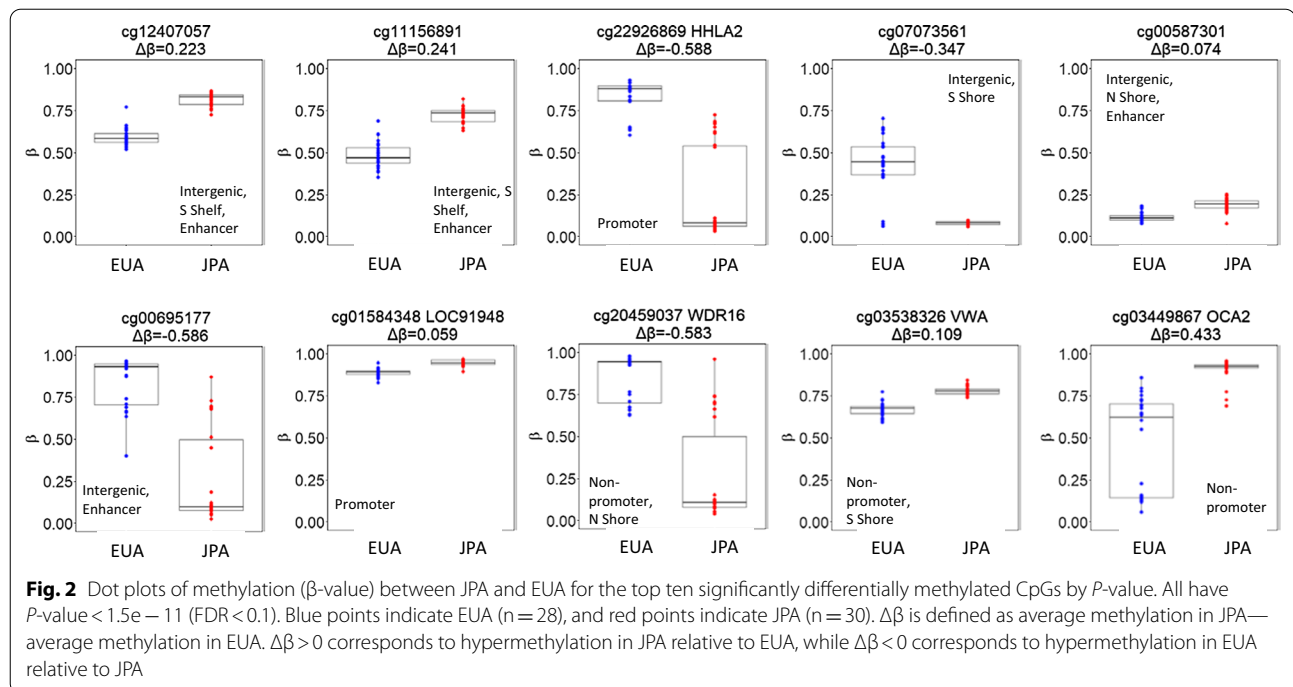 cg12407057
Δβ=0.223
1.00
0.75
0.50
0.25
0.00
β
Intergenic,
S Shelf,
Enhancer
EUA
JPA
cg11156891
Δβ=0.241
1.00
0.75
0.50
0.25
0.00
β
Intergenic, S
Shelf,
Enhancer
EUA
JPA
cg22926869 HHLA2
Δβ=-0.588
1.00
0.75
0.50
0.25
0.00
β
Promoter
EUA
JPA
cg07073561
Δβ=-0.347
1.00
0.75
0.50
0.25
0.00
β
Intergenic,
S Shore
EUA
JPA
cg00587301
Δβ=0.074
1.00
0.75
0.50
0.25
0.00
β
Intergenic,
N Shore,
Enhancer
EUA
JPA
cg00695177
Δβ=-0.586
1.00
0.75
0.50
0.25
0.00
β
Intergenic,
Enhancer
EUA
JPA
cg01584348 LOC91948
Δβ=0.059
1.00
0.75
0.50
0.25
0.00
β
Promoter
EUA
JPA
cg20459037 WDR16
Δβ=-0.583
1.00
0.75
0.50
0.25
0.00
β
Non-
promoter,
N Shore
EUA
JPA
cg03538326 VWA
Δβ=0.109
1.00
0.75
0.50
0.25
0.00
β
Non-
promoter,
S Shore
EUA
JPA
cg03449867 OCA2
Δβ=0.433
1.00
0.75
0.50
0.25
0.00
β
Non-
promoter
EUA
JPA
Fig. 2 Dot plots of methylation (β-value) between JPA and EUA for the top ten significantly differentially methylated CpGs by P-value. All have
P-value < 1.5e − 11 (FDR < 0.1). Blue points indicate EUA (n = 28), and red points indicate JPA (n = 30). Δβ is defined as average methylation in JPA—
average methylation in EUA. Δβ > 0 corresponds to hypermethylation in JPA relative to EUA, while Δβ < 0 corresponds to hypermethylation in EUA
relative to JPA